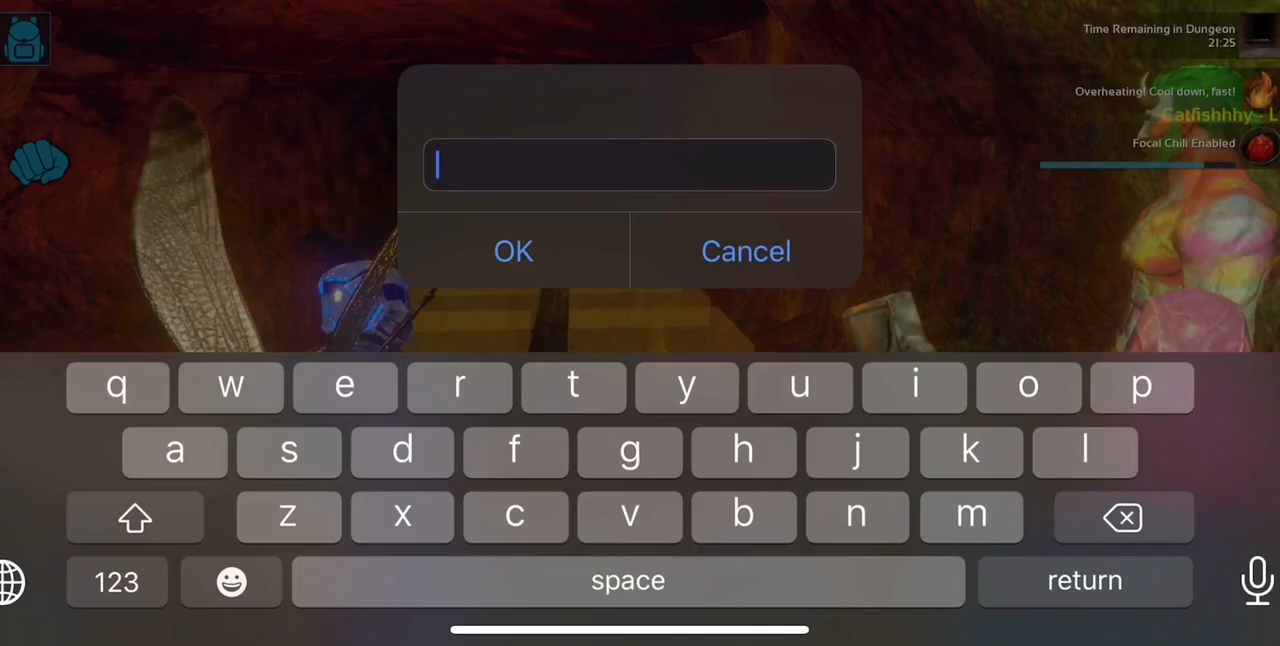 Time Remaining in Dungeon
21:25
Overheating! Cool down, fast!
Catfishhhy - L
Focal Chili Enabled
OK
Cancel
q w e r t y u i o p
a s d f g h j k l
z x c v b n m
123
space
return